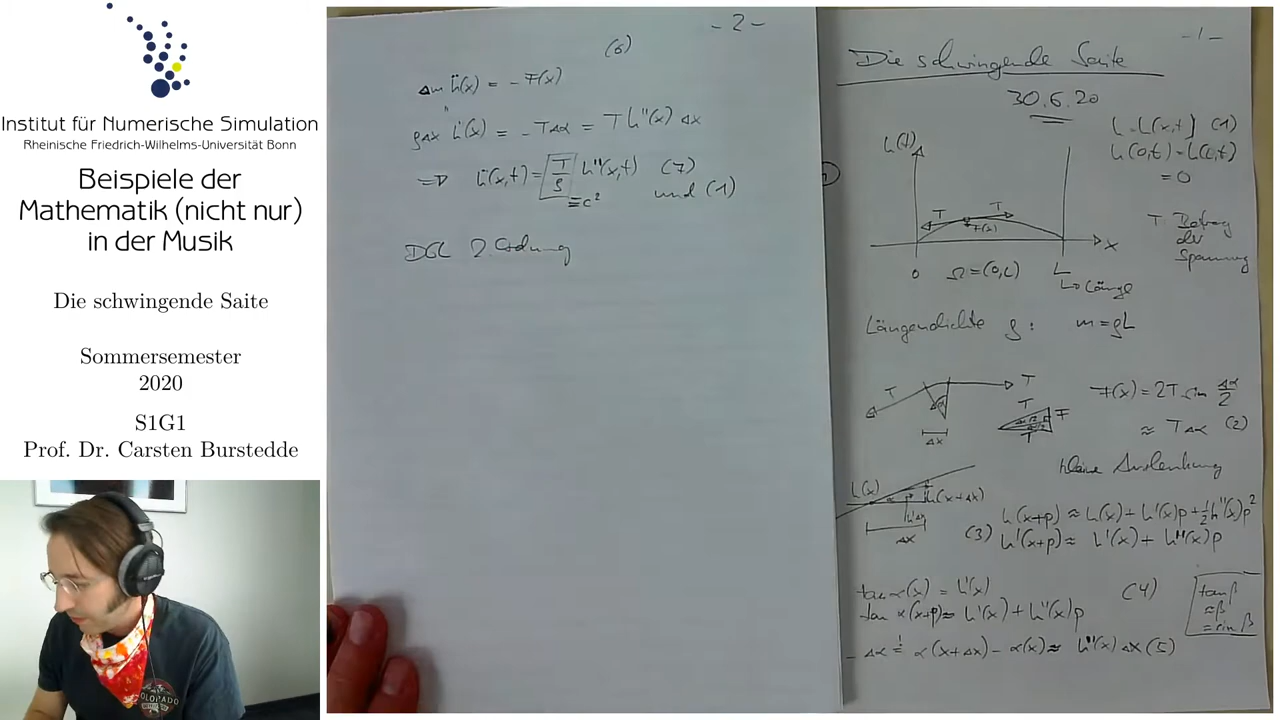 Institut für Numerische Simulation
Rheinische Friedrich-Wilhelms-Universität Bonn
Beispiele der
Mathematik (nicht nur)
in der Musik
Die schwingende Saite
Sommersemester
2020
S1G1
Prof. Dr. Carsten Burstedde
OLORADO
- 2 -
(6)
Δm ḧ(x) = - F(x)
"
ρΔx ḧ(x) = - TΔα = T h''(x) Δx
=> ḧ(x,t) = T/ρ h''(x,t) (7)
≡c² und (1)
DGL 2. Ordnung
- 1 -
Die schwingende Saite
30.6.20
h = h(x,t) (1)
h(0,t) = h(L,t)
= 0
h(t)
T T
F(x)
x
0 Ω = (0,L) L
↳ Länge
T: Betrag
der
Spannung
Längendichte ρ: m = ρL
T T
Δx
T F
T
F(x) = 2T sin Δα/2
≈ TΔα (2)
kleine Auslenkung
h(x) h(x+Δx)
h'Δx
Δx
h(x+p) ≈ h(x) + h'(x)p + 1/2 h''(x)p²
(3) h'(x+p) ≈ h'(x) + h''(x)p
tan α(x) = h'(x) (4)
tan α(x+p) ≈ h'(x) + h''(x)p
tan β
≈ β
= sin β
- Δα ≟ α(x+Δx) - α(x) ≈ h''(x) Δx (5)